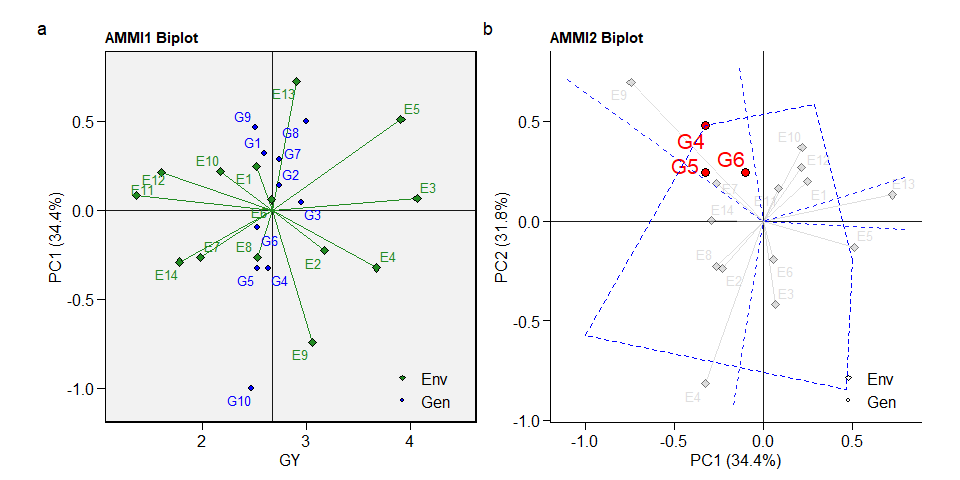 a
AMMI1 Biplot
PC1 (34.4%)
0.5
0.0
-0.5
-1.0
E13
E5
G9
G8
G1
G7
E10
E1
G2
E12
E11
E3
E6
G3
G6
E7
E8
E2
E4
E14
G5
G4
E9
G10
Env
Gen
2
3
4
GY
b
AMMI2 Biplot
PC2 (31.8%)
0.5
0.0
-0.5
-1.0
E9
G4
E10
G5
G6
E12
E7
E11
E1
E13
E14
E5
E8
E2
E6
E3
E4
Env
Gen
-1.0
-0.5
0.0
0.5
PC1 (34.4%)